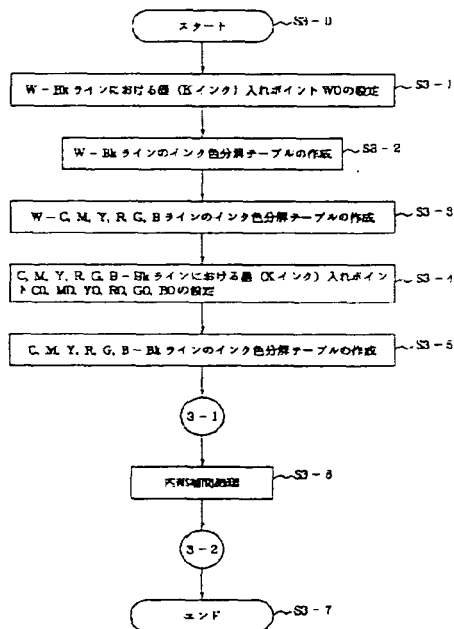 スタート
S3-0
W-Bkラインにおける墨(Kインク)入れポイントW0の設定
S3-1
W-Bkラインのインク色分解テーブルの作成
S3-2
W-C, M, Y, R, G, Bラインのインク色分解テーブルの作成
S3-3
C, M, Y, R, G, B-Bkラインにおける墨(Kインク)入れポイン
トC0, M0, Y0, R0, G0, B0の設定
S3-4
C, M, Y, R, G, B-Bkラインのインク色分解テーブルの作成
S3-5
3-1
内部補間処理
S3-6
3-2
エンド
S3-7